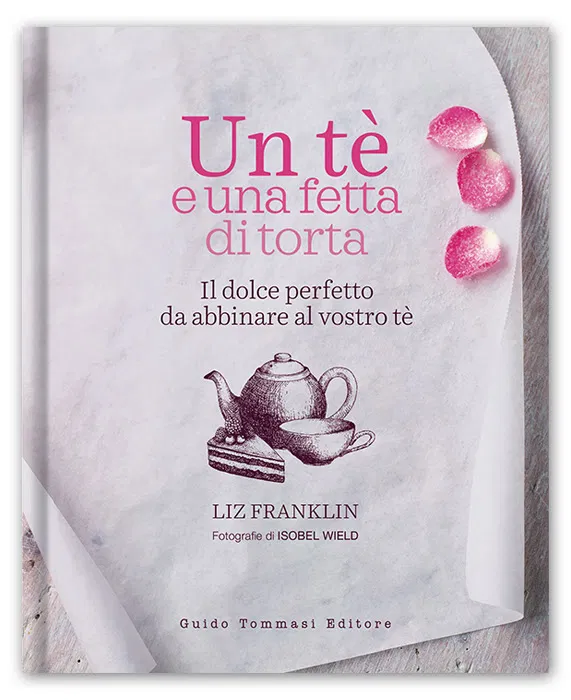 Un tè
e una fetta
di torta
Il dolce perfetto
da abbinare al vostro tè
LIZ FRANKLIN
Fotografie di ISOBEL WIELD
Guido Tommasi Editore